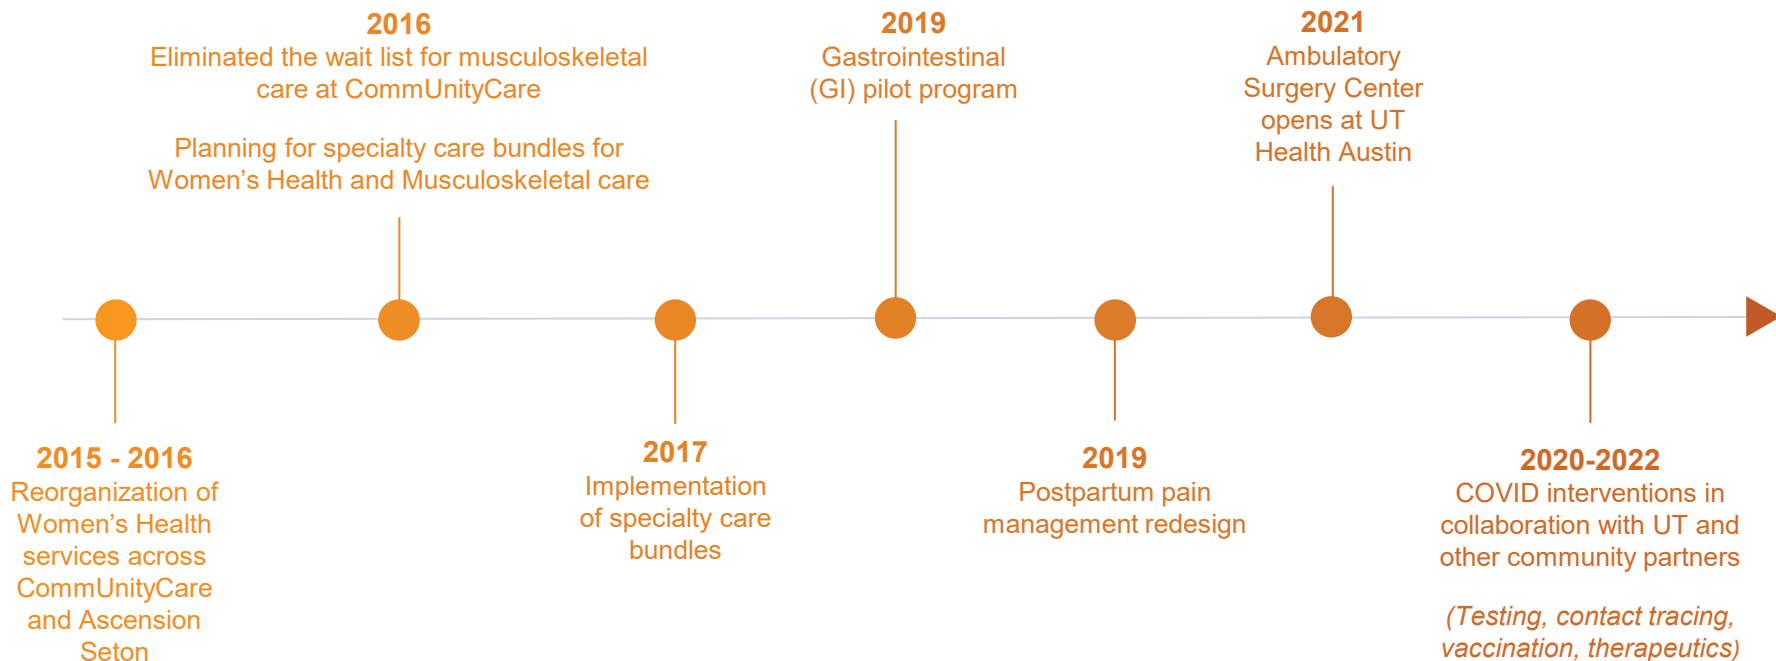 2015 - 2016
Reorganization of
Women’s Health
services across
CommUnityCare
and Ascension
Seton
2016
Eliminated the wait list for musculoskeletal
care at CommUnityCare
Planning for specialty care bundles for
Women’s Health and Musculoskeletal care
2017
Implementation
of specialty care
bundles
2019
Gastrointestinal
(GI) pilot program
2019
Postpartum pain
management redesign
2021
Ambulatory
Surgery Center
opens at UT
Health Austin
2020-2022
COVID interventions in
collaboration with UT and
other community partners
(Testing, contact tracing,
vaccination, therapeutics)